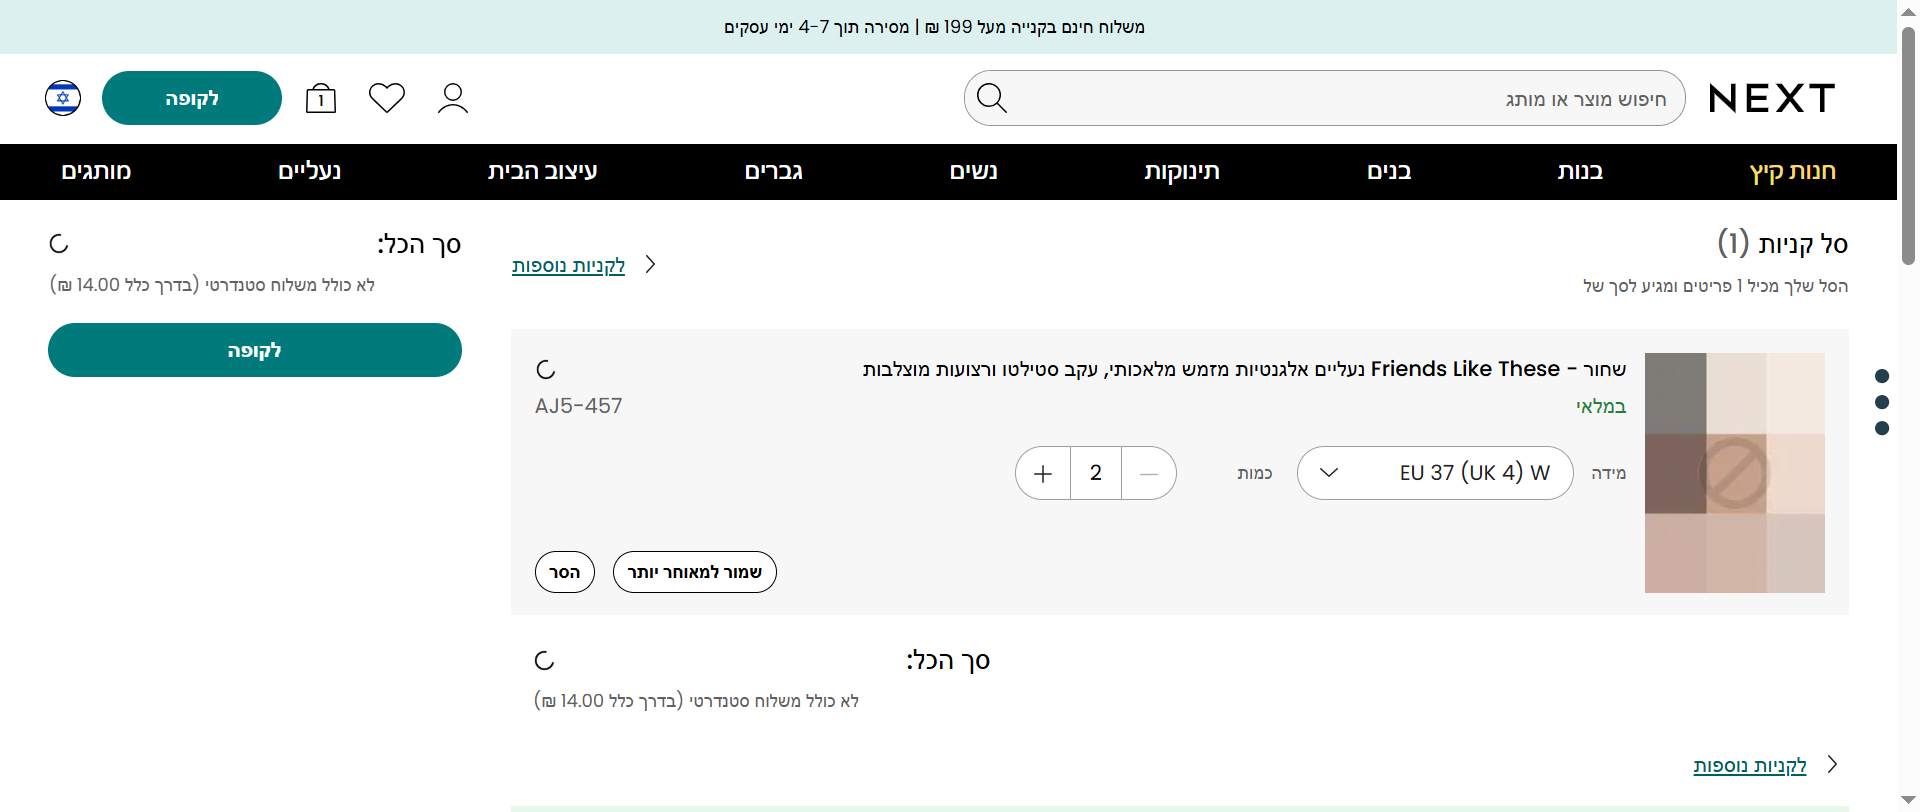 משלוח חינם בקנייה מעל 199 ₪ | מסירה תוך 4-7 ימי עסקים
NEXT
חיפוש מוצר או מותג
1
לקופה
חנות קיץ
בנות
בנים
תינוקות
נשים
גברים
עיצוב הבית
נעליים
מותגים
סל קניות (1)
הסל שלך מכיל 1 פריטים ומגיע לסך של
לקניות נוספות
סך הכל:
לא כולל משלוח סטנדרטי (בדרך כלל 14.00 ₪)
לקופה
שחור - Friends Like These נעליים אלגנטיות מזמש מלאכותי, עקב סטילטו ורצועות מוצלבות
במלאי
AJ5-457
מידה
EU 37 (UK 4) W
כמות
2
שמור למאוחר יותר
הסר
סך הכל:
לא כולל משלוח סטנדרטי (בדרך כלל 14.00 ₪)
לקניות נוספות